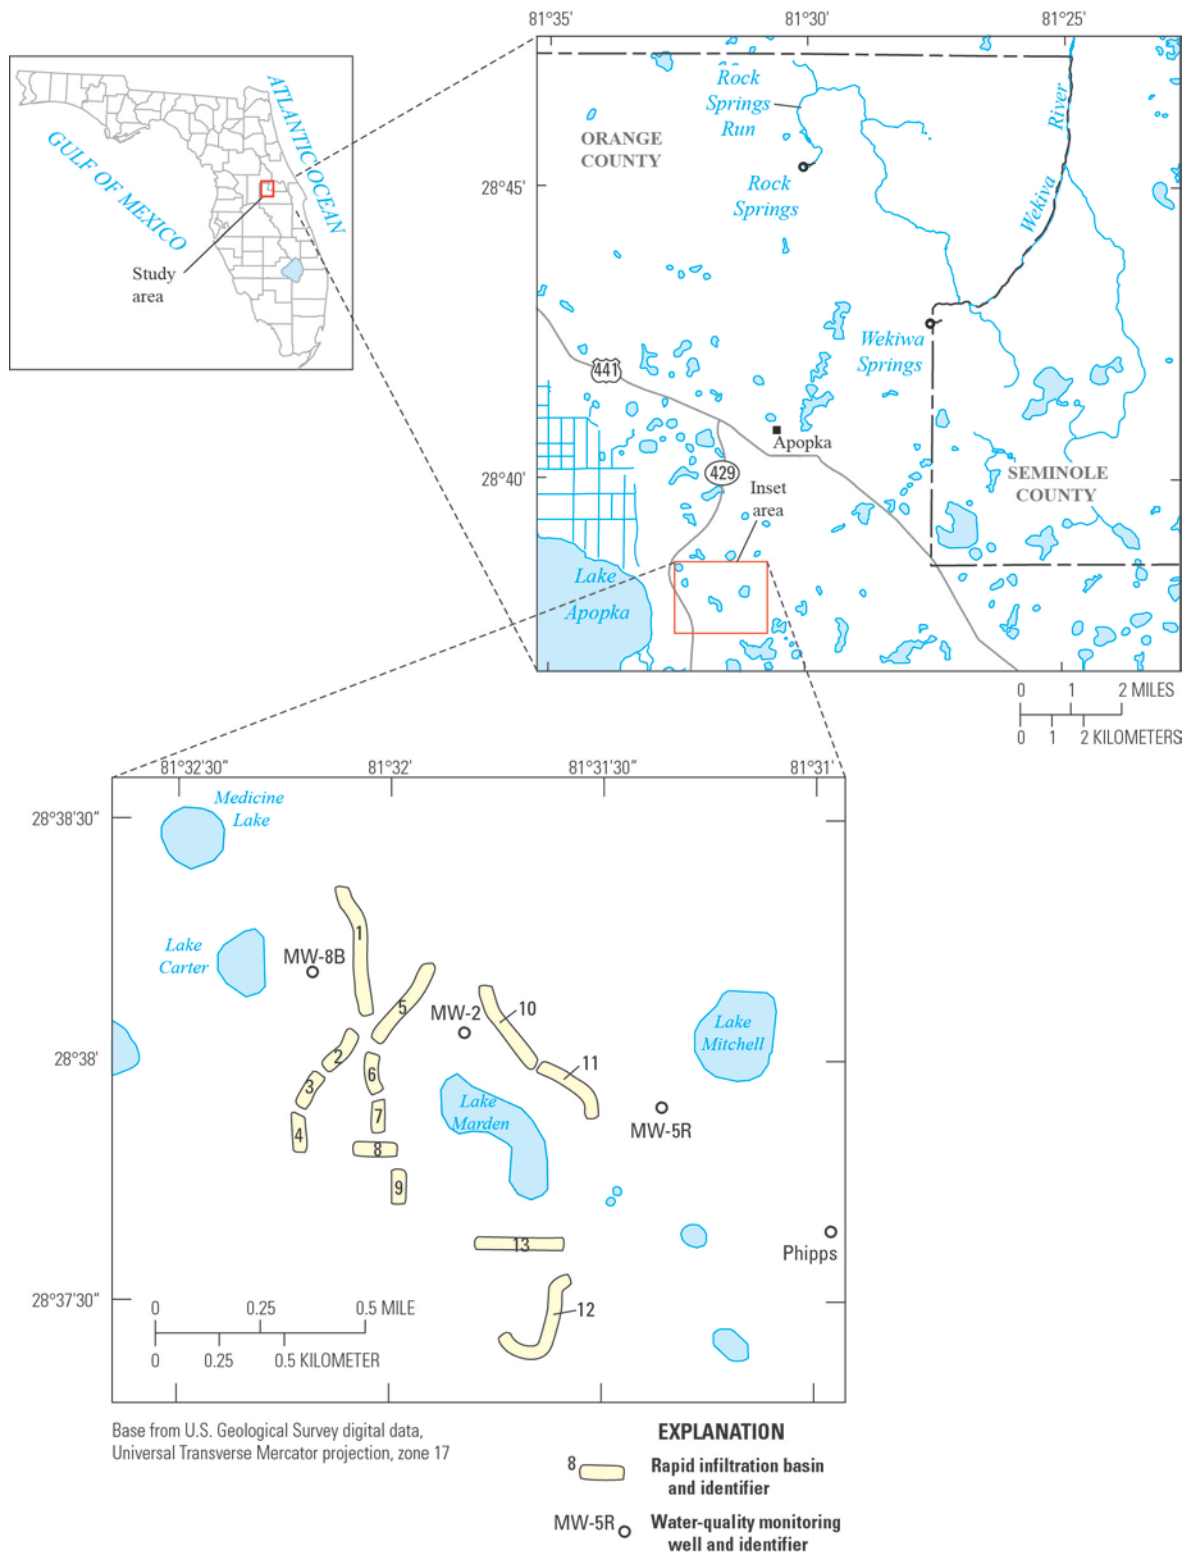 81°35'
81°30'
81°25'
ATLANTIC OCEAN
GULF OF MEXICO
Study
area
Rock
Springs
Run
River
ORANGE
COUNTY
28°45'
Rock
Springs
Wekiva
Wekiwa
Springs
441
Apopka
28°40'
429
SEMINOLE
COUNTY
Inset
area
Lake
Apopka
0 1 2 MILES
0 1 2 KILOMETERS
81°32'30"
81°32'
81°31'30"
81°31'
28°38'30"
Medicine
Lake
1
Lake
Carter
MW-8B
5
MW-2
10
Lake
Mitchell
28°38'
2
11
6
3
Lake
Marden
7
4
MW-5R
8
9
13
Phipps
28°37'30"
12
0 0.25 0.5 MILE
0 0.25 0.5 KILOMETER
Base from U.S. Geological Survey digital data,
Universal Transverse Mercator projection, zone 17
EXPLANATION
8
Rapid infiltration basin
and identifier
MW-5R
Water-quality monitoring
well and identifier